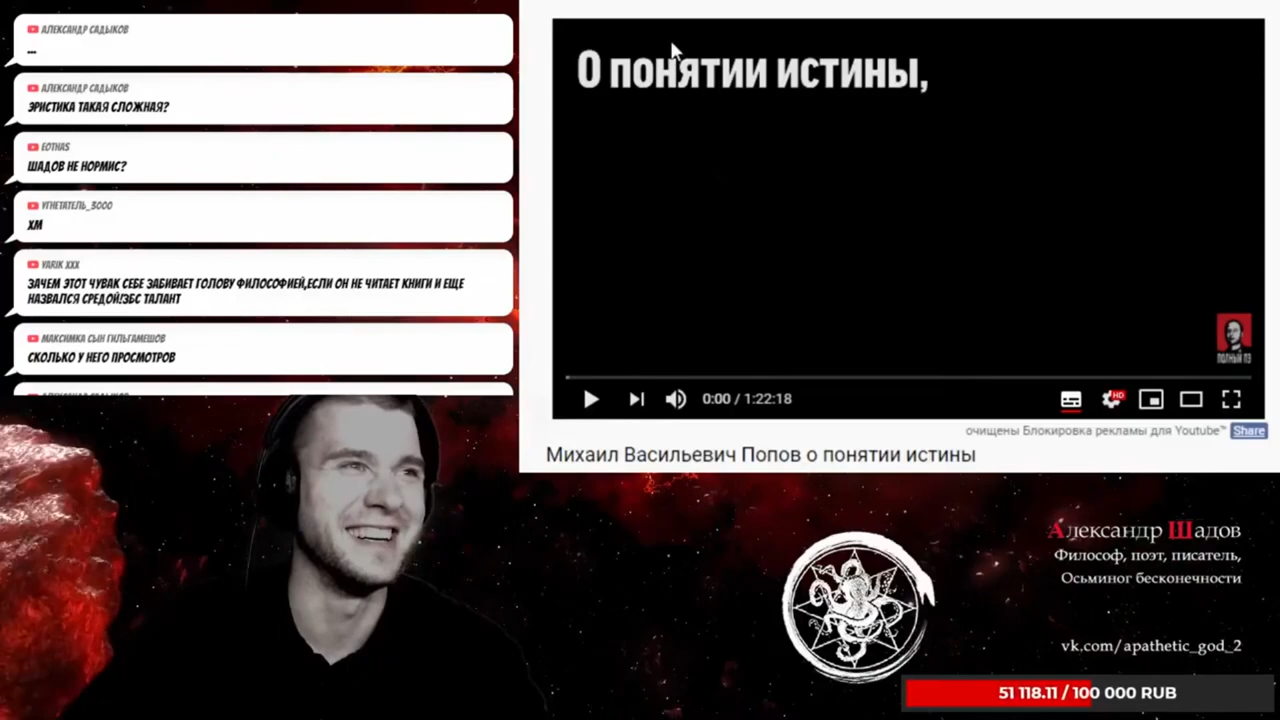 АЛЕКСАНДР САДЫКОВ
...
АЛЕКСАНДР САДЫКОВ
ЭРИСТИКА ТАКАЯ СЛОЖНАЯ?
EOTHAS
ШАДОВ НЕ НОРМИС?
УГНЕТАТЕЛЬ_3000
ХМ
YARIK XXX
ЗАЧЕМ ЭТОТ ЧУВАК СЕБЕ ЗАБИВАЕТ ГОЛОВУ ФИЛОСОФИЕЙ,ЕСЛИ ОН НЕ ЧИТАЕТ КНИГИ И ЕЩЕ
НАЗВАЛСЯ СРЕДОЙ!ЗБС ТАЛАНТ
МАКСИМКА СЫН ГИЛЬГАМЕШОВ
СКОЛЬКО У НЕГО ПРОСМОТРОВ
О понятии истины,
ПОЛНЫЙ ПЭ
0:00 / 1:22:18
HD
очищены Блокировка рекламы для Youtube™ Share
Михаил Васильевич Попов о понятии истины
Александр Шадов
Философ, поэт, писатель,
Осьминог бесконечности
vk.com/apathetic_god_2
51 118.11 / 100 000 RUB